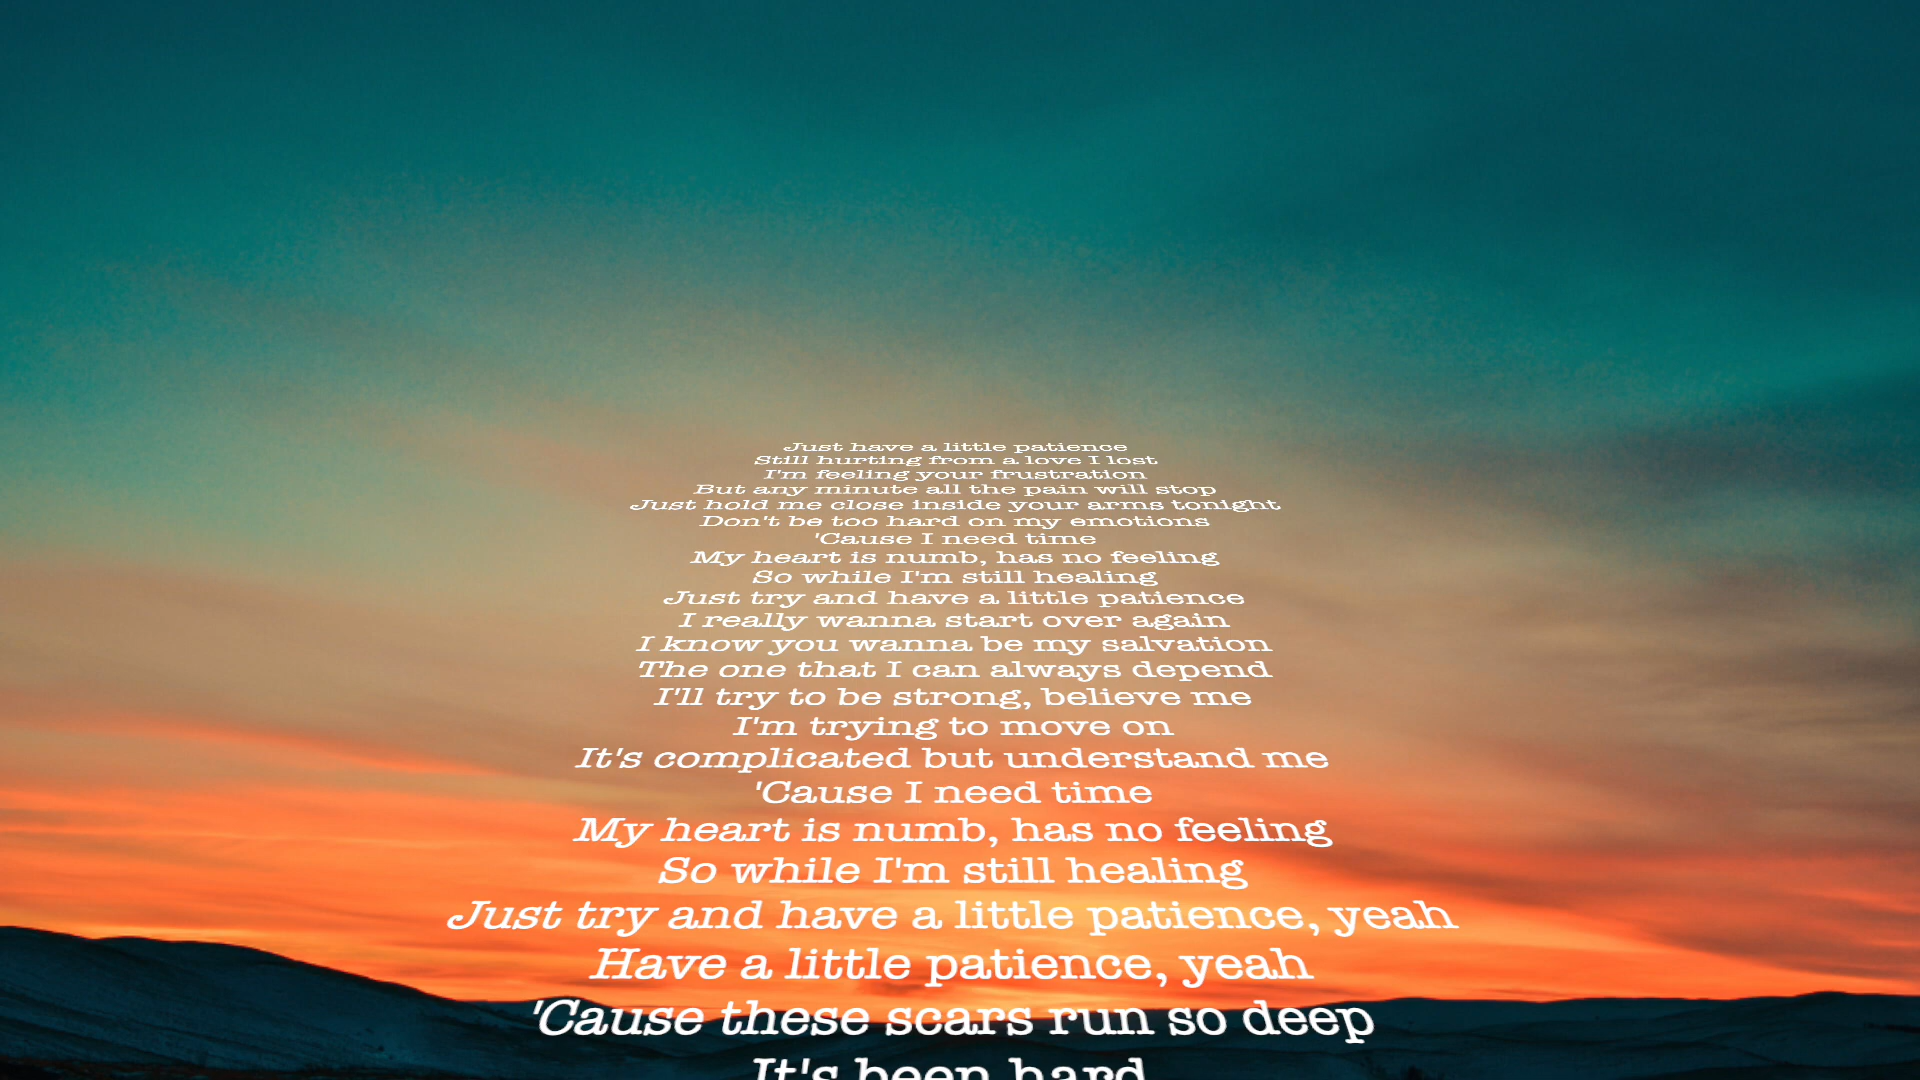 Just have a little patience
Still hurting from a love I lost
I'm feeling your frustration
But any minute all the pain will stop
Just hold me close inside your arms tonight
Don't be too hard on my emotions
'Cause I need time
My heart is numb, has no feeling
So while I'm still healing
Just try and have a little patience
I really wanna start over again
I know you wanna be my salvation
The one that I can always depend
I'll try to be strong, believe me
I'm trying to move on
It's complicated but understand me
'Cause I need time
My heart is numb, has no feeling
So while I'm still healing
Just try and have a little patience, yeah
Have a little patience, yeah
'Cause these scars run so deep
It's been hard